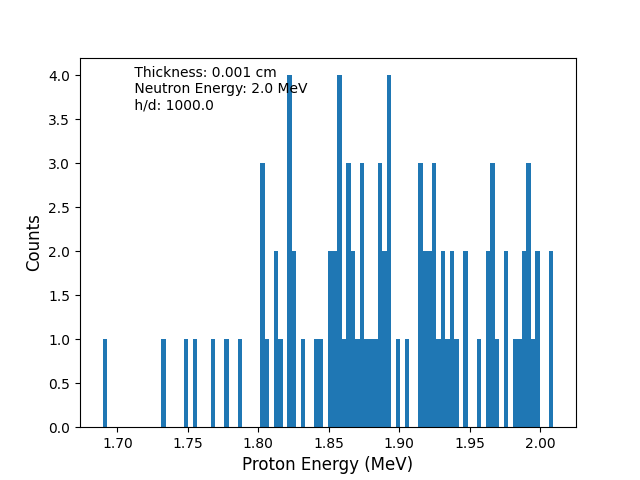 Thickness: 0.001 cm
Neutron Energy: 2.0 MeV
h/d: 1000.0
4.0
3.5
3.0
2.5
2.0
1.5
1.0
0.5
0.0
Counts
1.70 1.75 1.80 1.85 1.90 1.95 2.00
Proton Energy (MeV)